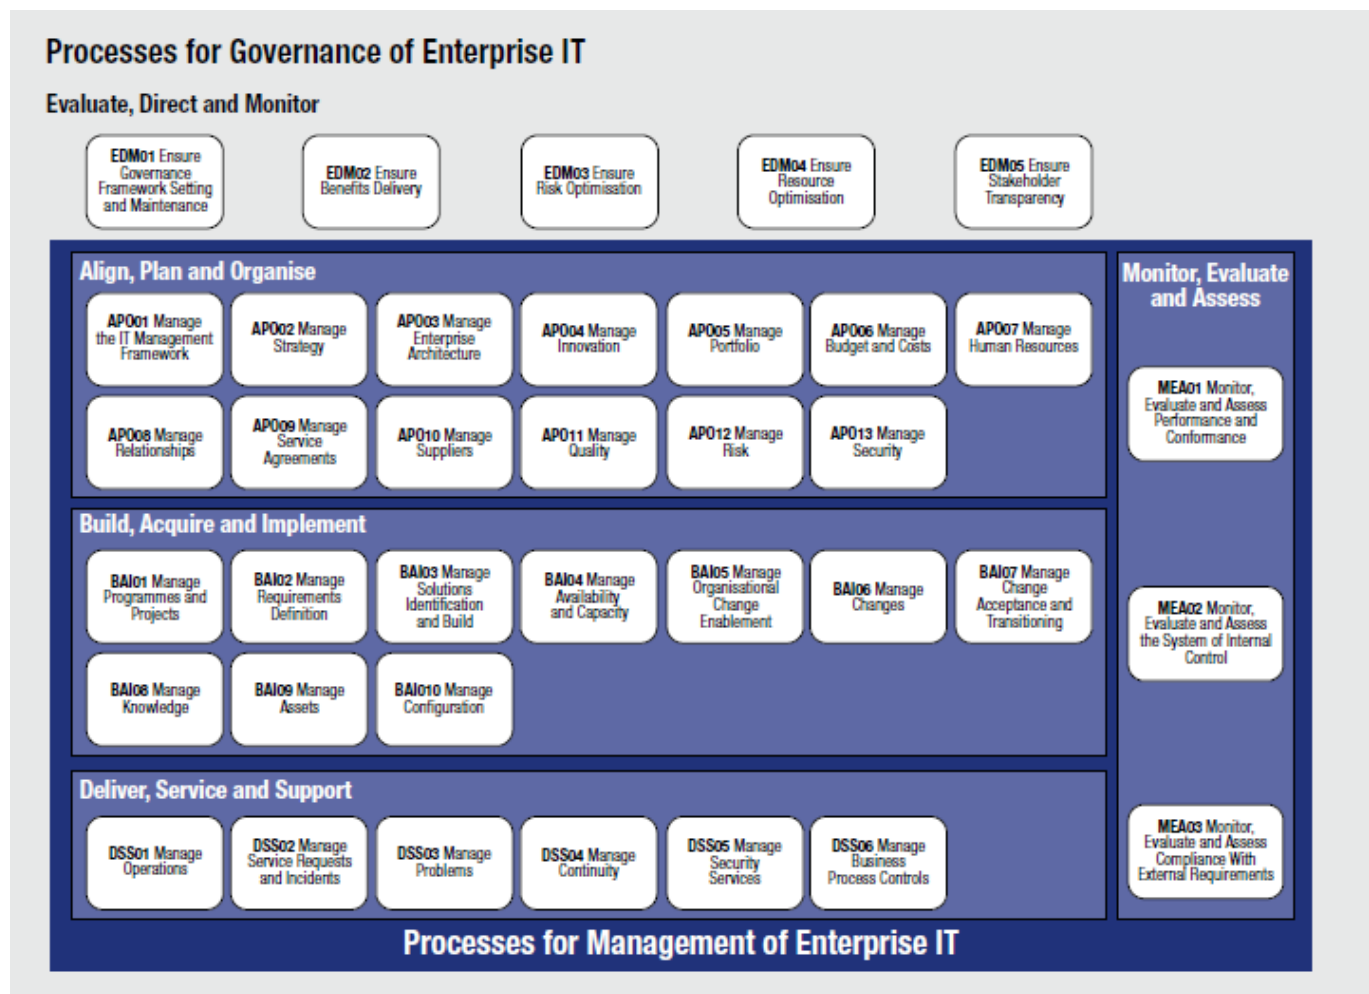 Processes for Governance of Enterprise IT
Evaluate, Direct and Monitor
EDM01 Ensure
Governance
Framework Setting
and Maintenance
EDM02 Ensure
Benefits Delivery
EDM03 Ensure
Risk Optimisation
EDM04 Ensure
Resource
Optimisation
EDM05 Ensure
Stakeholder
Transparency
Align, Plan and Organise
APO01 Manage
the IT Management
Framework
APO02 Manage
Strategy
APO03 Manage
Enterprise
Architecture
APO04 Manage
Innovation
APO05 Manage
Portfolio
APO06 Manage
Budget and Costs
APO07 Manage
Human Resources
APO08 Manage
Relationships
APO09 Manage
Service
Agreements
APO10 Manage
Suppliers
APO11 Manage
Quality
APO12 Manage
Risk
APO13 Manage
Security
Build, Acquire and Implement
BAI01 Manage
Programmes and
Projects
BAI02 Manage
Requirements
Definition
BAI03 Manage
Solutions
Identification
and Build
BAI04 Manage
Availability
and Capacity
BAI05 Manage
Organisational
Change
Enablement
BAI06 Manage
Changes
BAI07 Manage
Change
Acceptance and
Transitioning
BAI08 Manage
Knowledge
BAI09 Manage
Assets
BAI010 Manage
Configuration
Deliver, Service and Support
DSS01 Manage
Operations
DSS02 Manage
Service Requests
and Incidents
DSS03 Manage
Problems
DSS04 Manage
Continuity
DSS05 Manage
Security
Services
DSS06 Manage
Business
Process Controls
Monitor, Evaluate
and Assess
MEA01 Monitor,
Evaluate and Assess
Performance and
Conformance
MEA02 Monitor,
Evaluate and Assess
the System of Internal
Control
MEA03 Monitor,
Evaluate and Assess
Compliance With
External Requirements
Processes for Management of Enterprise IT